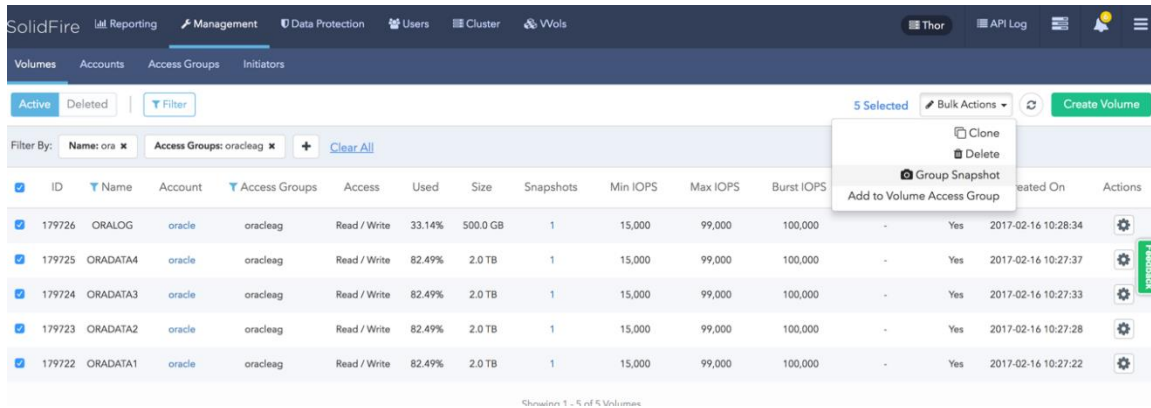 SolidFire Reporting Management Data Protection Users Cluster VVols Thor API Log
Volumes Accounts Access Groups Initiators
Active Deleted Filter 5 Selected Bulk Actions Create Volume
Clone
Delete
Group Snapshot
Add to Volume Access Group
Filter By: Name: ora x Access Groups: oracleag x + Clear All
ID Name Account Access Groups Access Used Size Snapshots Min IOPS Max IOPS Burst IOPS eated On Actions
179726 ORALOG oracle oracleag Read / Write 33.14% 500.0 GB 1 15,000 99,000 100,000 - Yes 2017-02-16 10:28:34
179725 ORADATA4 oracle oracleag Read / Write 82.49% 2.0 TB 1 15,000 99,000 100,000 - Yes 2017-02-16 10:27:37
179724 ORADATA3 oracle oracleag Read / Write 82.49% 2.0 TB 1 15,000 99,000 100,000 - Yes 2017-02-16 10:27:33
179723 ORADATA2 oracle oracleag Read / Write 82.49% 2.0 TB 1 15,000 99,000 100,000 - Yes 2017-02-16 10:27:28
179722 ORADATA1 oracle oracleag Read / Write 82.49% 2.0 TB 1 15,000 99,000 100,000 - Yes 2017-02-16 10:27:22
Feedback
Showing 1 - 5 of 5 Volumes